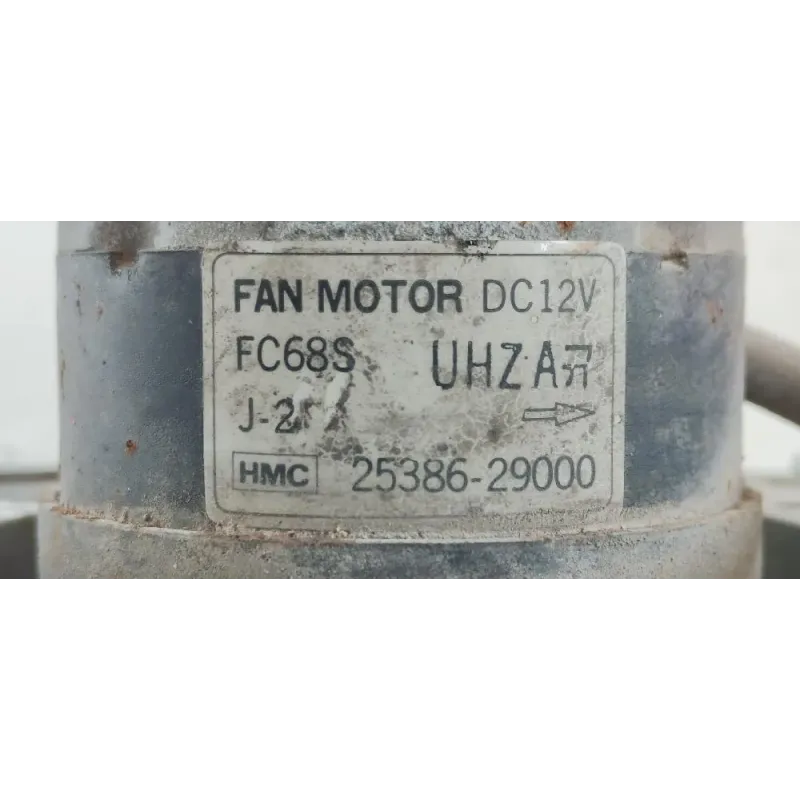 FAN MOTOR DC12V
FC68S UHZA
J-2
HMC 25386-29000